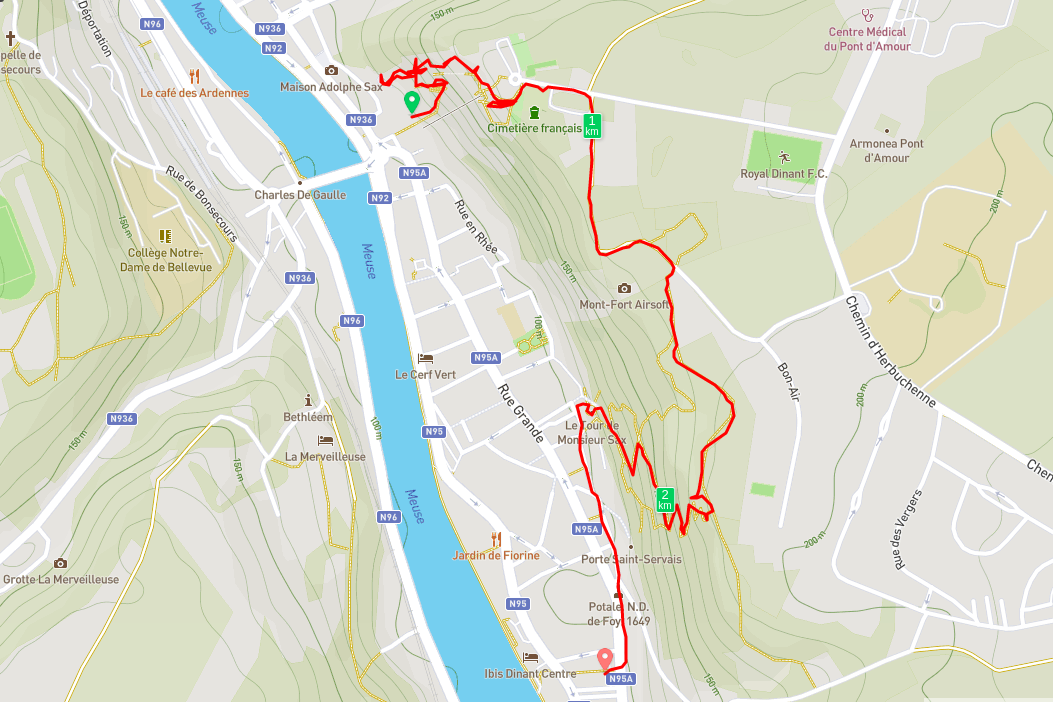 150 m
N96
Meuse
Déportation
N936
N92
Centre Médical
du Pont d'Amour
pelle de
nsecours
Maison Adolphe Sax
Le café des Ardennes
N936
Cimetière français
1
km
Armonea Pont
d'Amour
Rue de Bonsecours
N95A
Royal Dinant F.C.
Charles De Gaulle
N92
Rue en Rhée
200 m
150 m
Collège Notre-
Dame de Bellevue
Meuse
N936
150 m
Mont-Fort Airsoft
N96
100 m
Chemin d'Herbuchenne
N95A
Le Cerf Vert
Bon-Air
200 m
Rue Grande
Bethléem
N936
100 m
N95
Le Tour de
Monsieur Sax
150 m
La Merveilleuse
150 m
Chem
Meuse
2
km
N96
Rue des Vergers
N95A
200 m
Jardin de Fiorine
Porte Saint-Servais
Grotte La Merveilleuse
N95
Potale N.D.
de Foy 1649
Ibis Dinant Centre
N95A
150 m